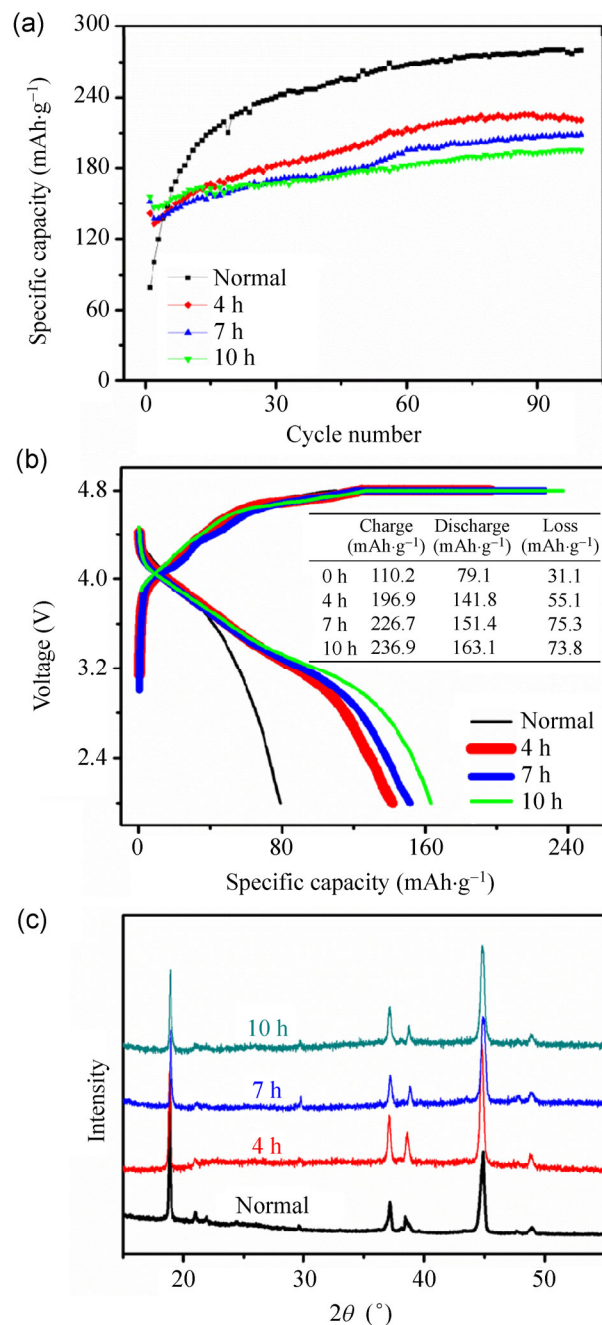 (a)
300
240
180
120
60
0
Specific capacity (mAh·g⁻¹)
Normal
4 h
7 h
10 h
0 30 60 90
Cycle number
(b)
4.8
4.0
3.2
2.4
Voltage (V)
Charge Discharge Loss
(mAh·g⁻¹) (mAh·g⁻¹) (mAh·g⁻¹)
0 h 110.2 79.1 31.1
4 h 196.9 141.8 55.1
7 h 226.7 151.4 75.3
10 h 236.9 163.1 73.8
Normal
4 h
7 h
10 h
0 80 160 240
Specific capacity (mAh·g⁻¹)
(c)
Intensity
10 h
7 h
4 h
Normal
20 30 40 50
2θ (°)